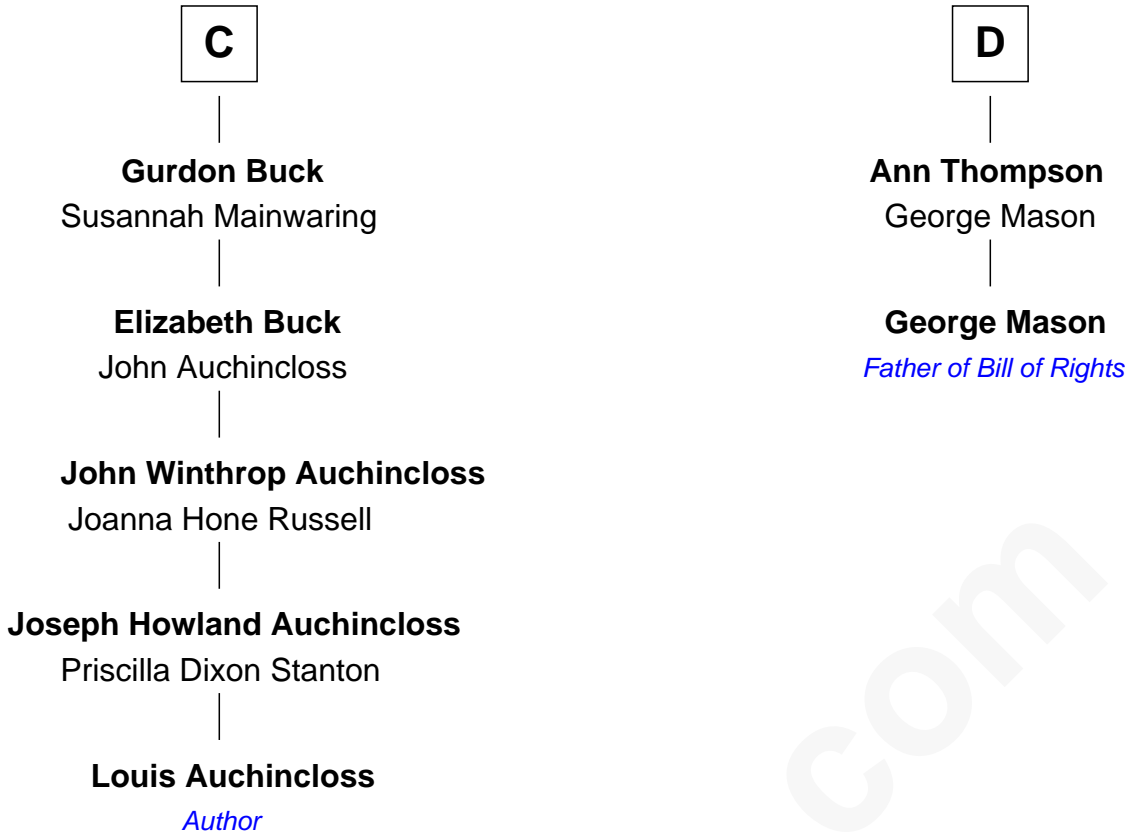 C
Gurdon Buck
Susannah Mainwaring
Elizabeth Buck
John Auchincloss
John Winthrop Auchincloss
Joanna Hone Russell
Joseph Howland Auchincloss
Priscilla Dixon Stanton
Louis Auchincloss
Author
D
Ann Thompson
George Mason
George Mason
Father of Bill of Rights
com